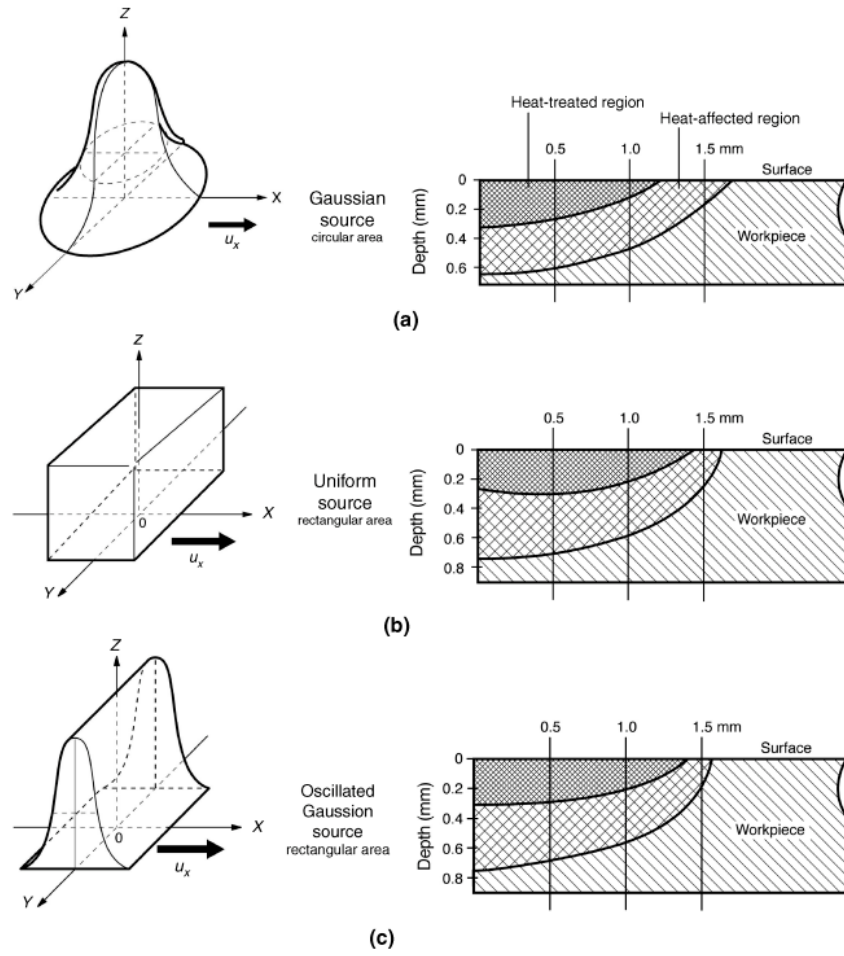 Z
X
Y
u_x
Gaussian
source
circular area
Heat-treated region
Heat-affected region
0.5
1.0
1.5 mm
Surface
0
0.2
0.4
0.6
Depth (mm)
Workpiece
(a)
Z
X
0
Y
u_x
Uniform
source
rectangular area
0.5
1.0
1.5 mm
Surface
0
0.2
0.4
0.6
0.8
Depth (mm)
Workpiece
(b)
Z
X
0
Y
u_x
Oscillated
Gaussion
source
rectangular area
0.5
1.0
1.5 mm
Surface
0
0.2
0.4
0.6
0.8
Depth (mm)
Workpiece
(c)